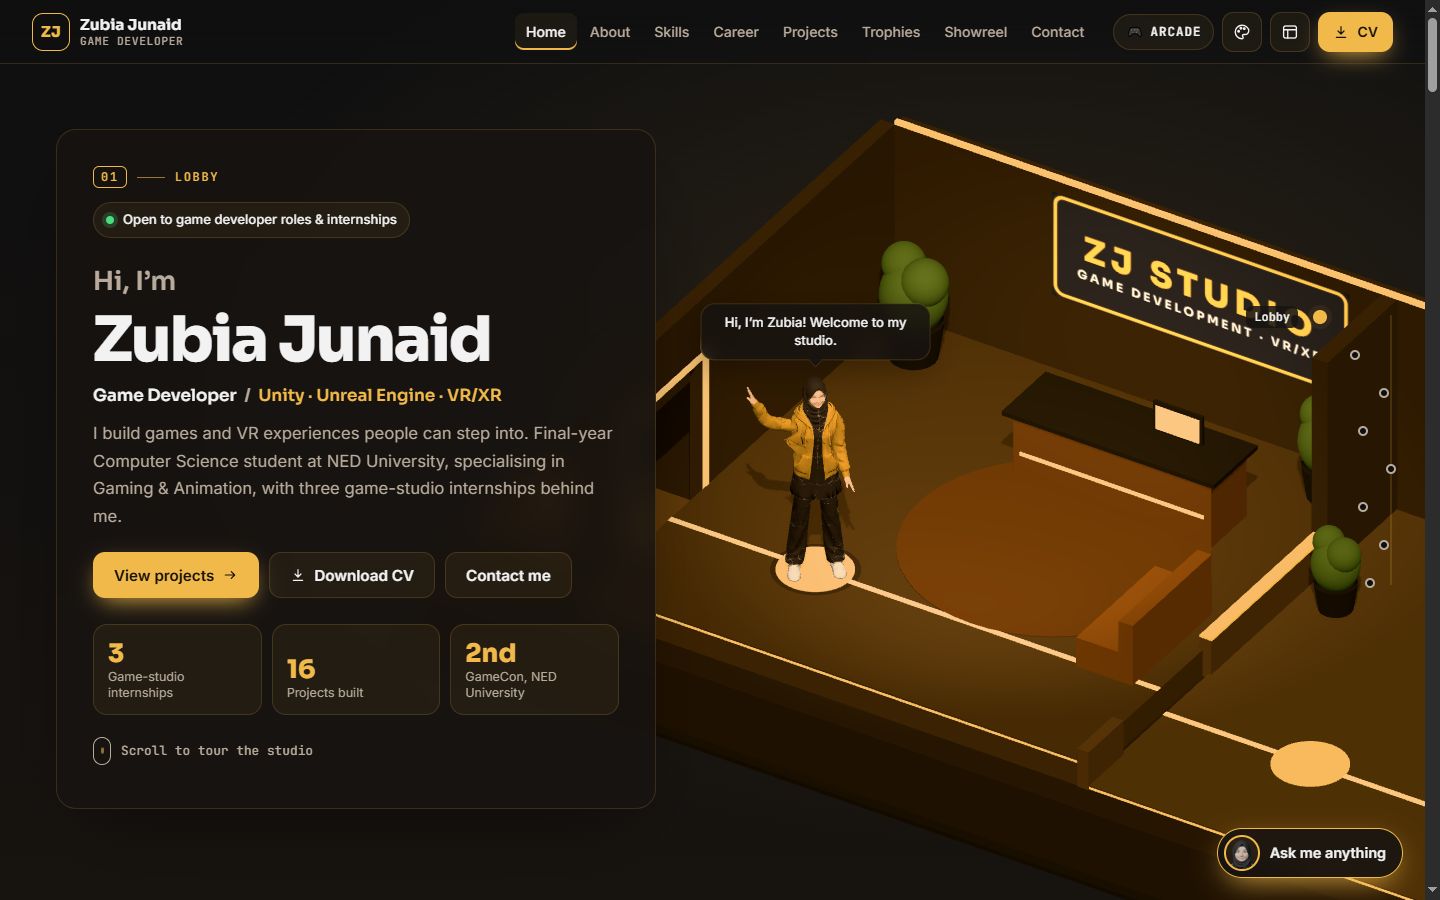 ZJ
Zubia Junaid
GAME DEVELOPER
Home
About
Skills
Career
Projects
Trophies
Showreel
Contact
ARCADE
CV
01
LOBBY
Open to game developer roles & internships
Hi, I’m
Zubia Junaid
Game Developer / Unity · Unreal Engine · VR/XR
I build games and VR experiences people can step into. Final-year
Computer Science student at NED University, specialising in
Gaming & Animation, with three game-studio internships behind
me.
View projects →
Download CV
Contact me
3
Game-studio
internships
16
Projects built
2nd
GameCon, NED
University
Scroll to tour the studio
Hi, I’m Zubia! Welcome to my
studio.
ZJ STUDIO
GAME DEVELOPMENT · VR/XR
Lobby
Ask me anything